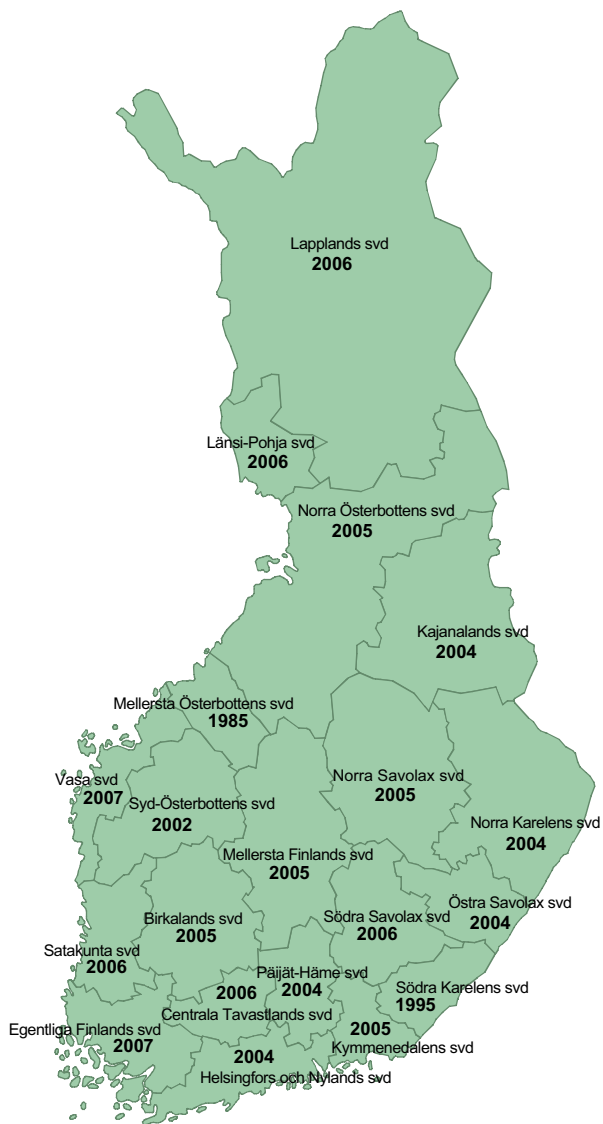 Lapplands svd
2006
Länsi-Pohja svd
2006
Norra Österbottens svd
2005
Kajanalands svd
2004
Mellersta Österbottens svd
1985
Vasa svd
2007
Syd-Österbottens svd
2002
Norra Savolax svd
2005
Norra Karelens svd
2004
Mellersta Finlands svd
2005
Östra Savolax svd
2004
Birkalands svd
2005
Södra Savolax svd
2006
Satakunta svd
2006
Päijät-Häme svd
2004
2006
Centrala Tavastlands svd
Södra Karelens svd
1995
Egentliga Finlands svd
2007
2005
Kymmenedalens svd
2004
Helsingfors och Nylands svd